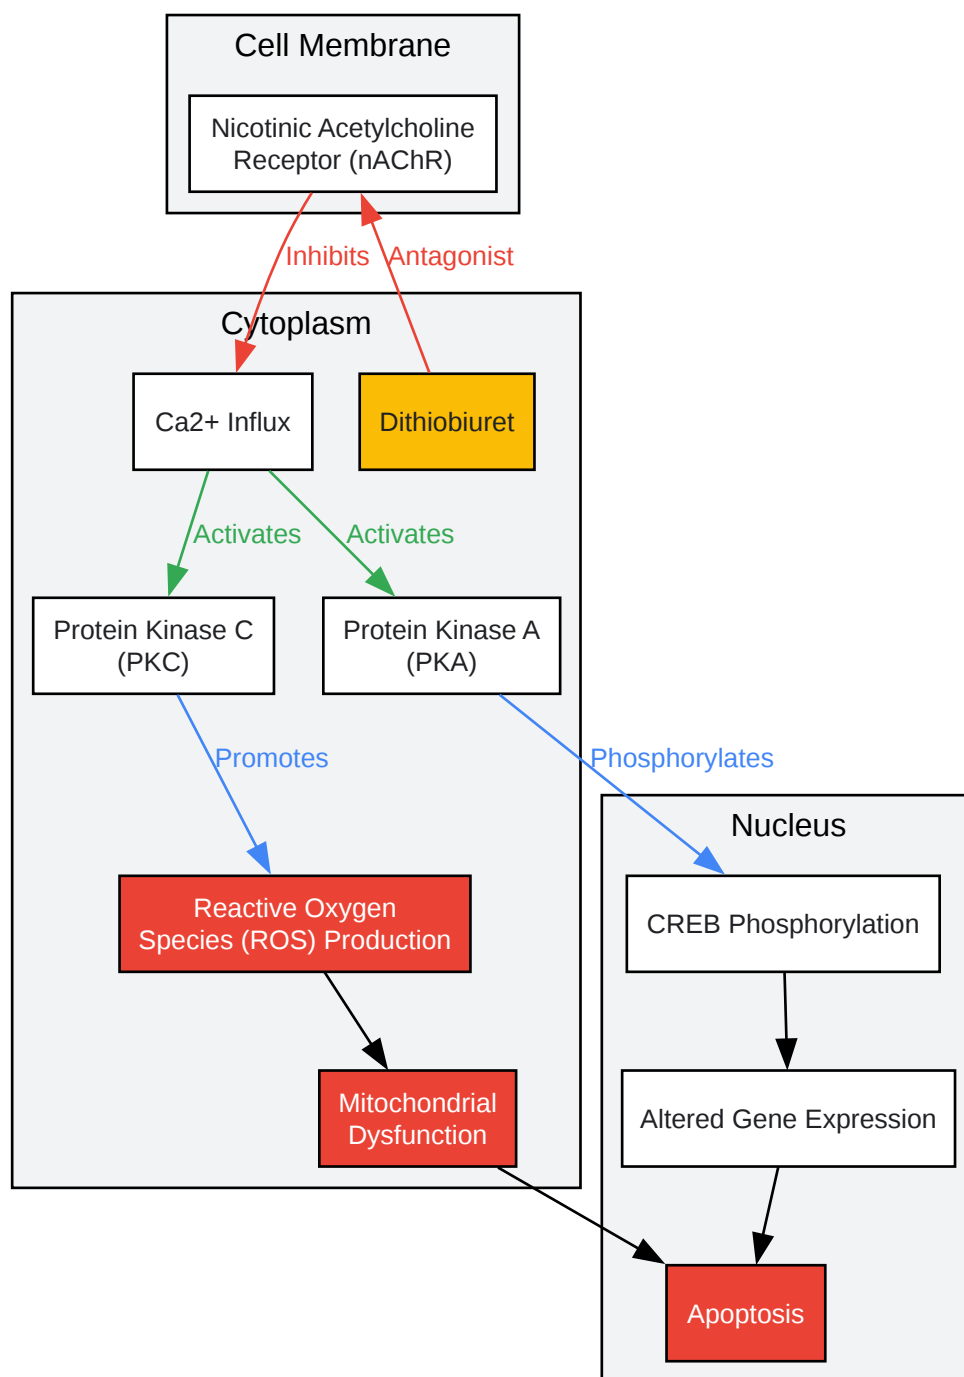 Cell Membrane
Nicotinic Acetylcholine
Receptor (nAChR)
Inhibits
Antagonist
Cytoplasm
Ca2+ Influx
Dithiobiuret
Activates
Activates
Protein Kinase C
(PKC)
Protein Kinase A
(PKA)
Promotes
Phosphorylates
Nucleus
Reactive Oxygen
Species (ROS) Production
CREB Phosphorylation
Mitochondrial
Dysfunction
Altered Gene Expression
Apoptosis